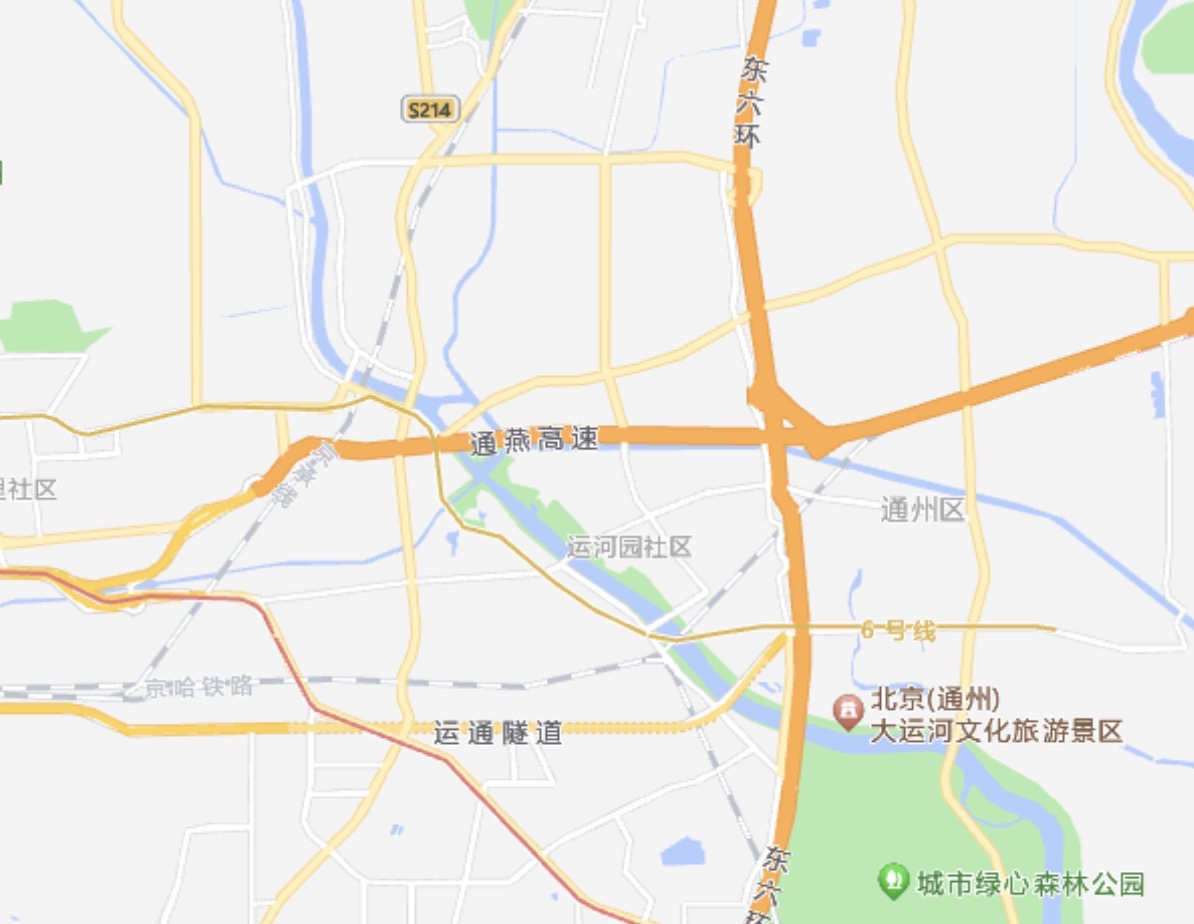 东六环
S214
通燕高速
京承线
社区
通州区
运河园社区
6号线
京哈铁路
北京(通州)
大运河文化旅游景区
运通隧道
东六环
城市绿心森林公园